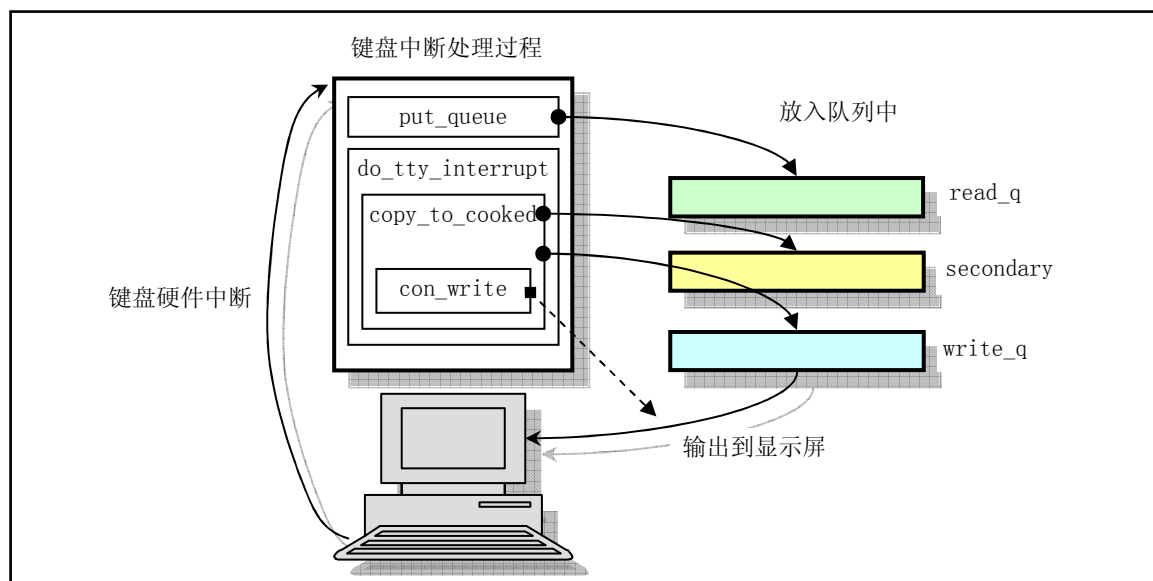 键盘中断处理过程
put_queue
放入队列中
do_tty_interrupt
read_q
copy_to_cooked
secondary
con_write
键盘硬件中断
write_q
输出到显示屏